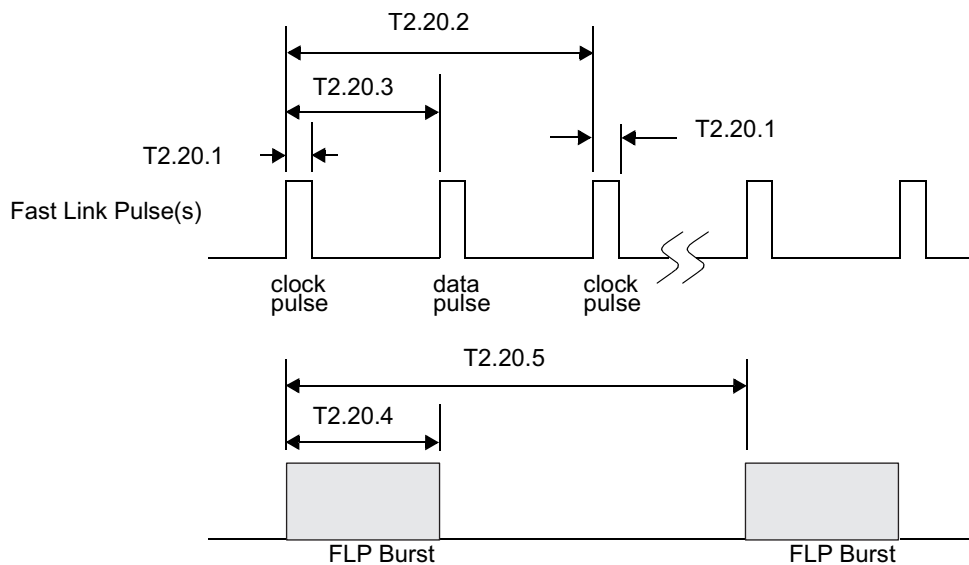 T2.20.2
T2.20.3
T2.20.1
T2.20.1
Fast Link Pulse(s)
clock
pulse
data
pulse
clock
pulse
T2.20.5
T2.20.4
FLP Burst
FLP Burst